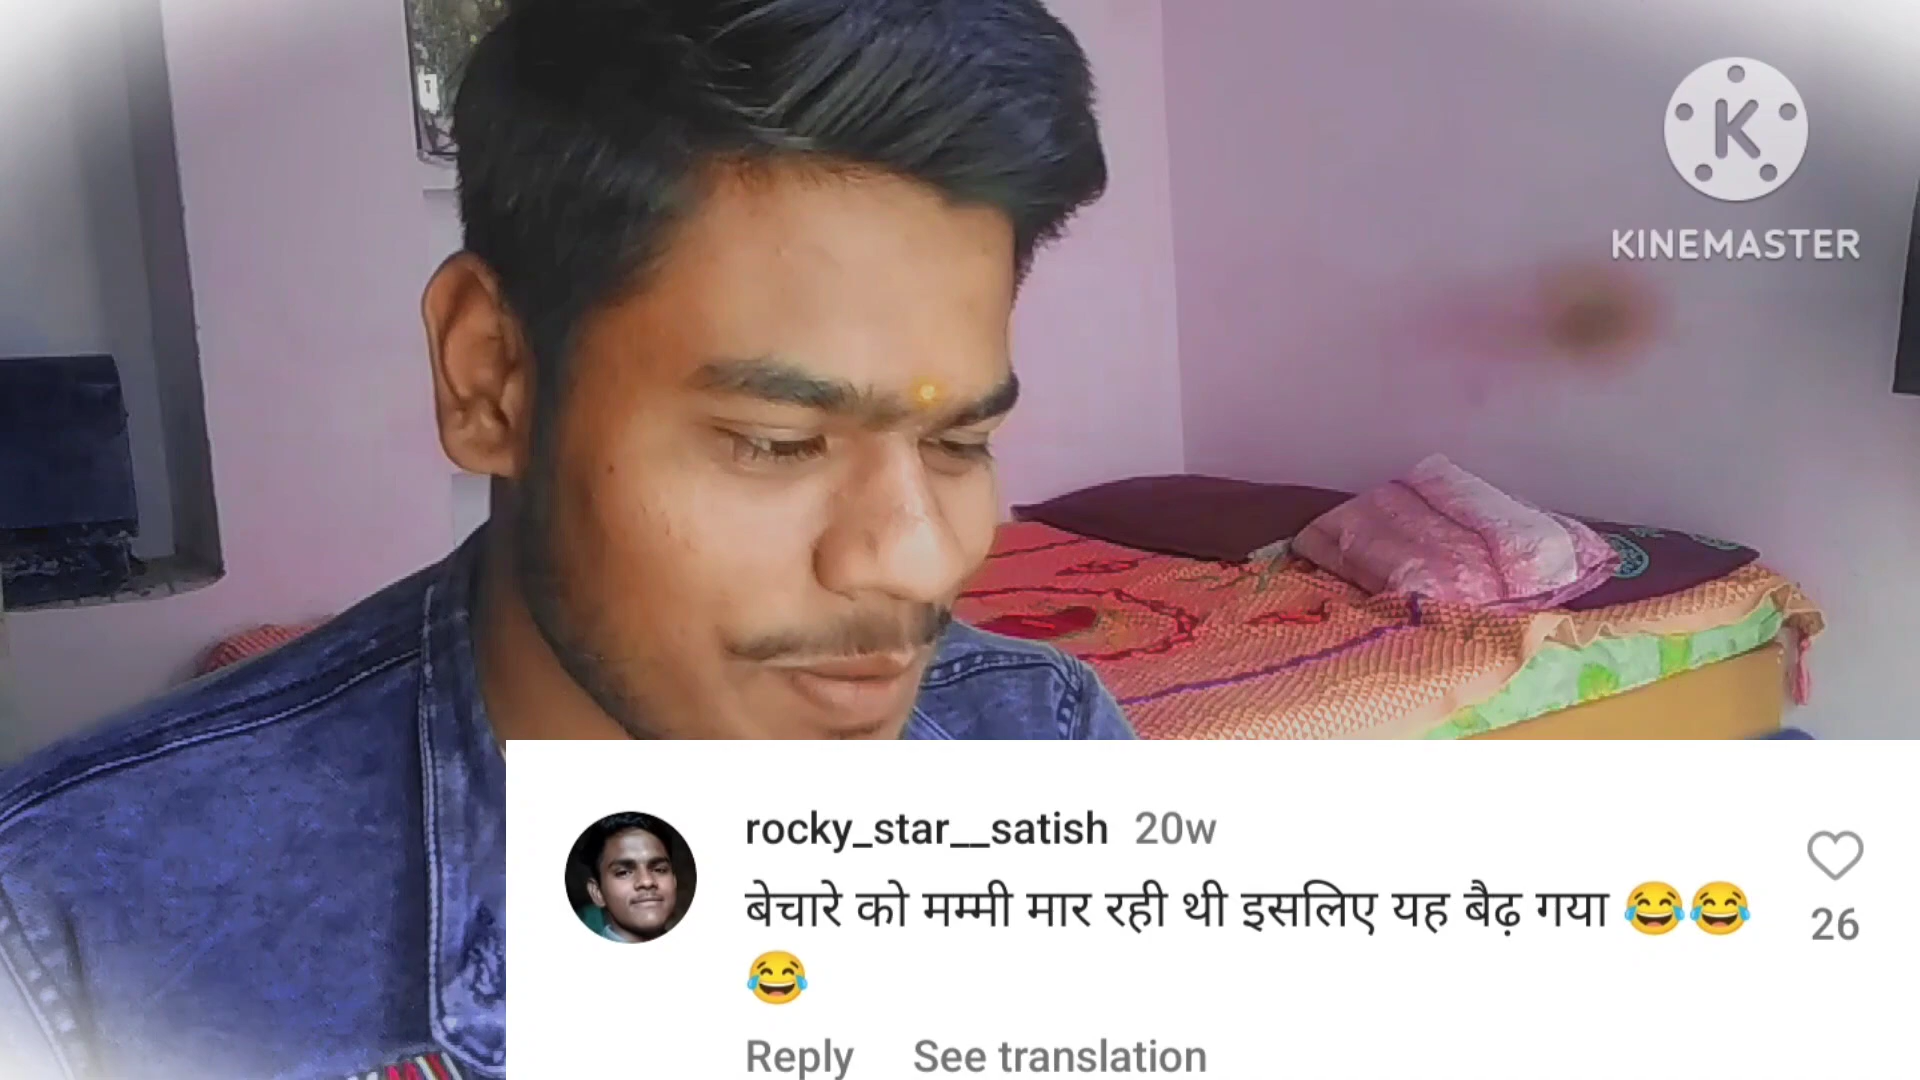 K
KINEMASTER
rocky_star__satish 20w
बेचारे को मम्मी मार रही थी इसलिए यह बैढ़ गया 😂😂
😂
26
Reply See translation